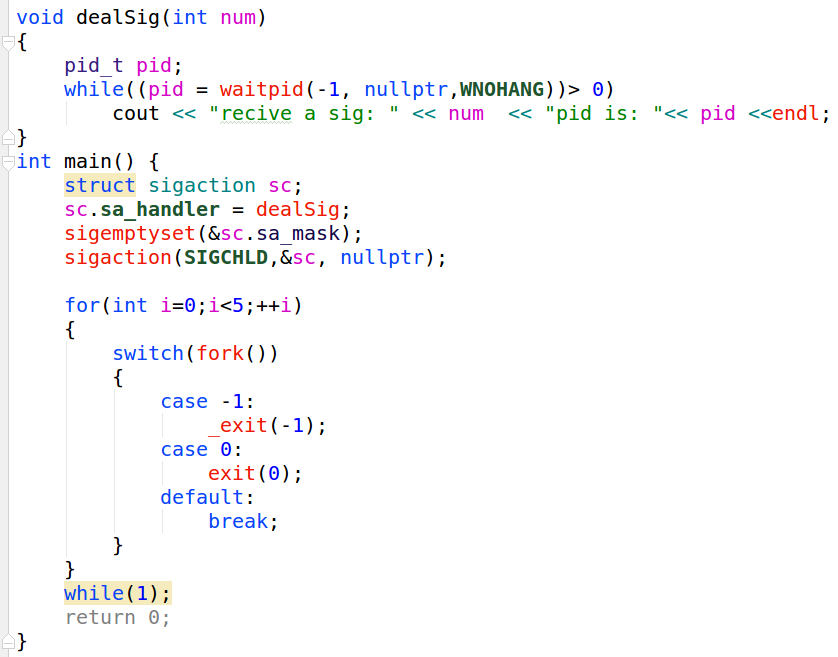 void dealSig(int num)
{
    pid_t pid;
    while((pid = waitpid(-1, nullptr,WNOHANG))> 0)
        cout << "recive a sig: " << num  << "pid is: "<< pid <<endl;
}
int main() {
    struct sigaction sc;
    sc.sa_handler = dealSig;
    sigemptyset(&sc.sa_mask);
    sigaction(SIGCHLD,&sc, nullptr);

    for(int i=0;i<5;++i)
    {
        switch(fork())
        {
            case -1:
                _exit(-1);
            case 0:
                exit(0);
            default:
                break;
        }
    }
    while(1);
    return 0;
}